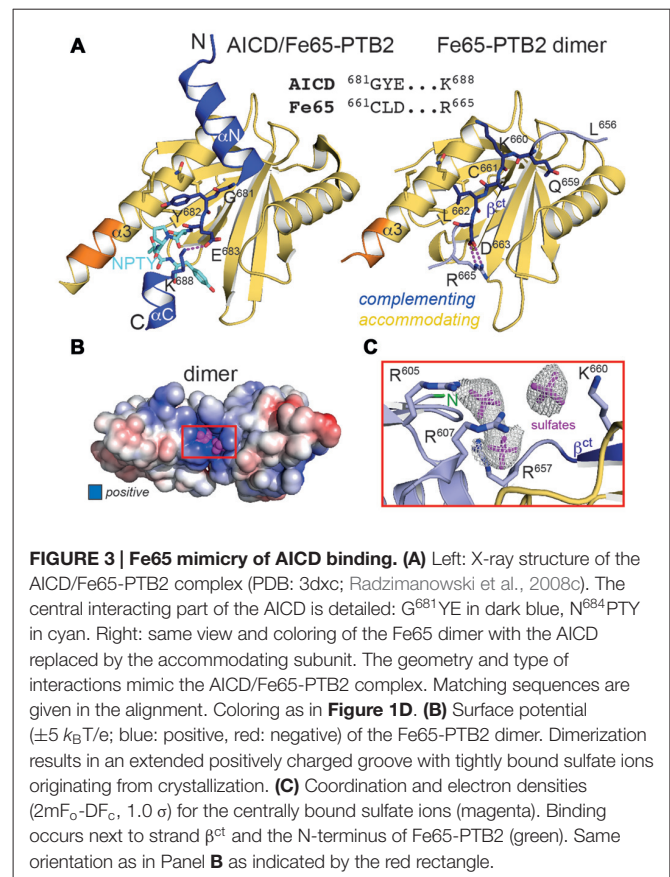 A
N
AICD/Fe65-PTB2
Fe65-PTB2 dimer
AICD ⁶⁸¹GYE...K⁶⁸⁸
Fe65 ⁶⁶¹CLD...R⁶⁶⁵
αN
G⁶⁸¹
Y⁶⁸²
α3
NPTY
E⁶⁸³
K⁶⁸⁸
C
αC
L⁶⁵⁶
K⁶⁶⁰
C⁶⁶¹
Q⁶⁵⁹
L⁶⁶²
βᶜᵗ
α3
D⁶⁶³
R⁶⁶⁵
complementing
accommodating
B
dimer
positive
C
R⁶⁰⁵
N
K⁶⁶⁰
sulfates
R⁶⁰⁷
βᶜᵗ
R⁶⁵⁷
FIGURE 3 | Fe65 mimicry of AICD binding. (A) Left: X-ray structure of the
AICD/Fe65-PTB2 complex (PDB: 3dxc; Radzimanowski et al., 2008c). The
central interacting part of the AICD is detailed: G⁶⁸¹YE in dark blue, N⁶⁸⁴PTY
in cyan. Right: same view and coloring of the Fe65 dimer with the AICD
replaced by the accommodating subunit. The geometry and type of
interactions mimic the AICD/Fe65-PTB2 complex. Matching sequences are
given in the alignment. Coloring as in Figure 1D. (B) Surface potential
(±5 kBT/e; blue: positive, red: negative) of the Fe65-PTB2 dimer. Dimerization
results in an extended positively charged groove with tightly bound sulfate ions
originating from crystallization. (C) Coordination and electron densities
(2mFₒ-DFc, 1.0 σ) for the centrally bound sulfate ions (magenta). Binding
occurs next to strand βᶜᵗ and the N-terminus of Fe65-PTB2 (green). Same
orientation as in Panel B as indicated by the red rectangle.